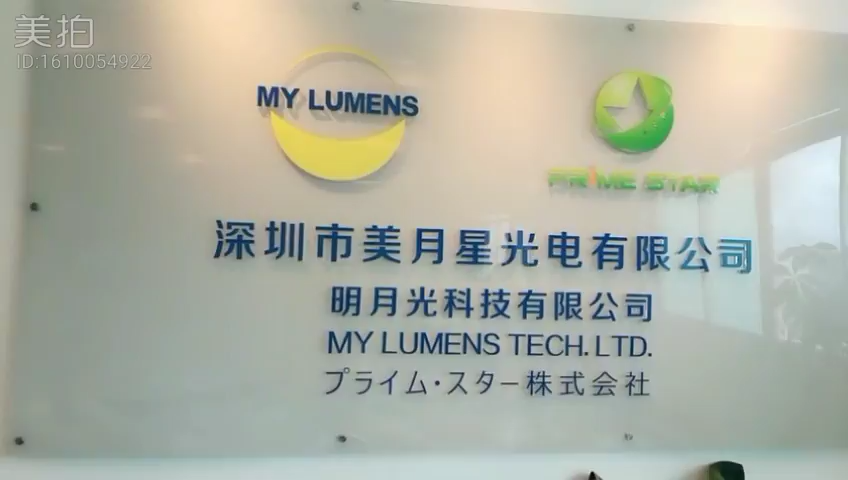 美拍
ID:1610054922
MY LUMENS
PRIME STAR
深圳市美月星光电有限公司
明月光科技有限公司
MY LUMENS TECH.LTD.
プライム・スター株式会社